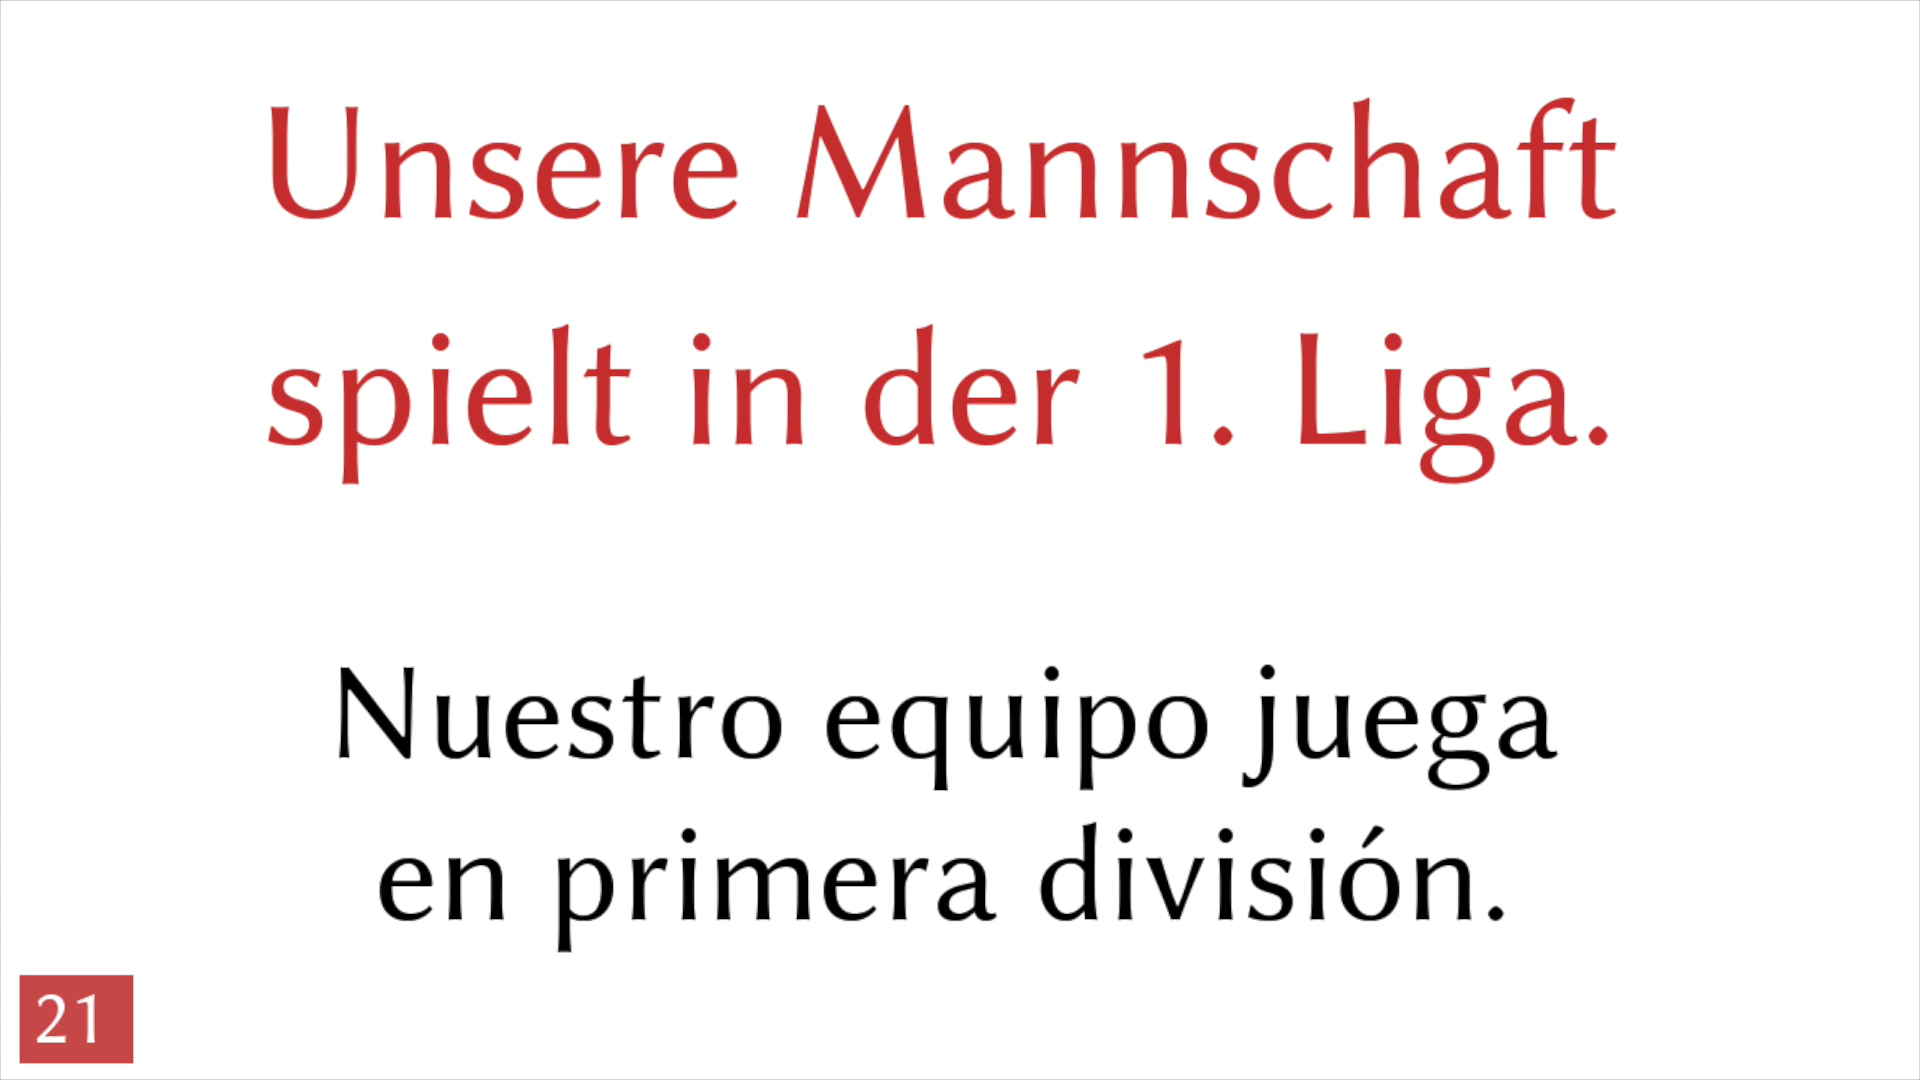 Unsere Mannschaft
spielt in der 1. Liga.
Nuestro equipo juega
en primera división.
21